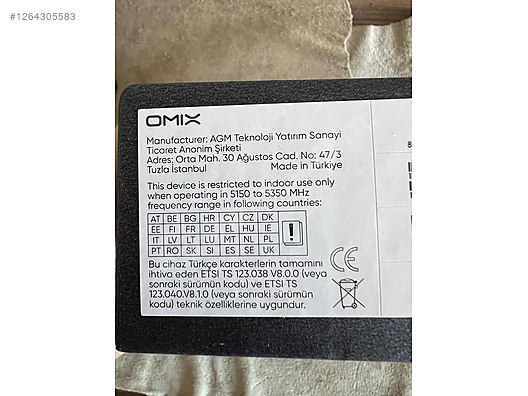 #1264305583
sahibinden.com
OMIX
Manufacturer: AGM Teknoloji Yatırım Sanayi
Ticaret Anonim Şirketi
Adres: Orta Mah. 30 Ağustos Cad. No: 47/3
Tuzla İstanbul Made in Türkiye
This device is restricted to indoor use only
when operating in 5150 to 5350 MHz
frequency range in following countries:
AT BE BG HR CY CZ DK
EE FI FR DE EL HU IE
IT LV LT LU MT NL PL
PT RO SK SI ES SE UK
!
CE
Bu cihaz Türkçe karakterlerin tamamını
ihtiva eden ETSI TS 123.038 V8.0.0 (veya
sonraki sürümün kodu) ve ETSI TS
123.040.V8.1.0 (veya sonraki sürümün
kodu) teknik özelliklerine uygundur.
8